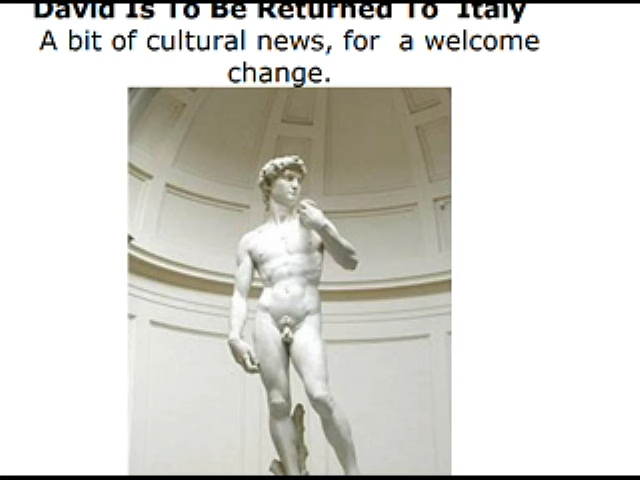 David Is To Be Returned To Italy
A bit of cultural news, for a welcome
change.